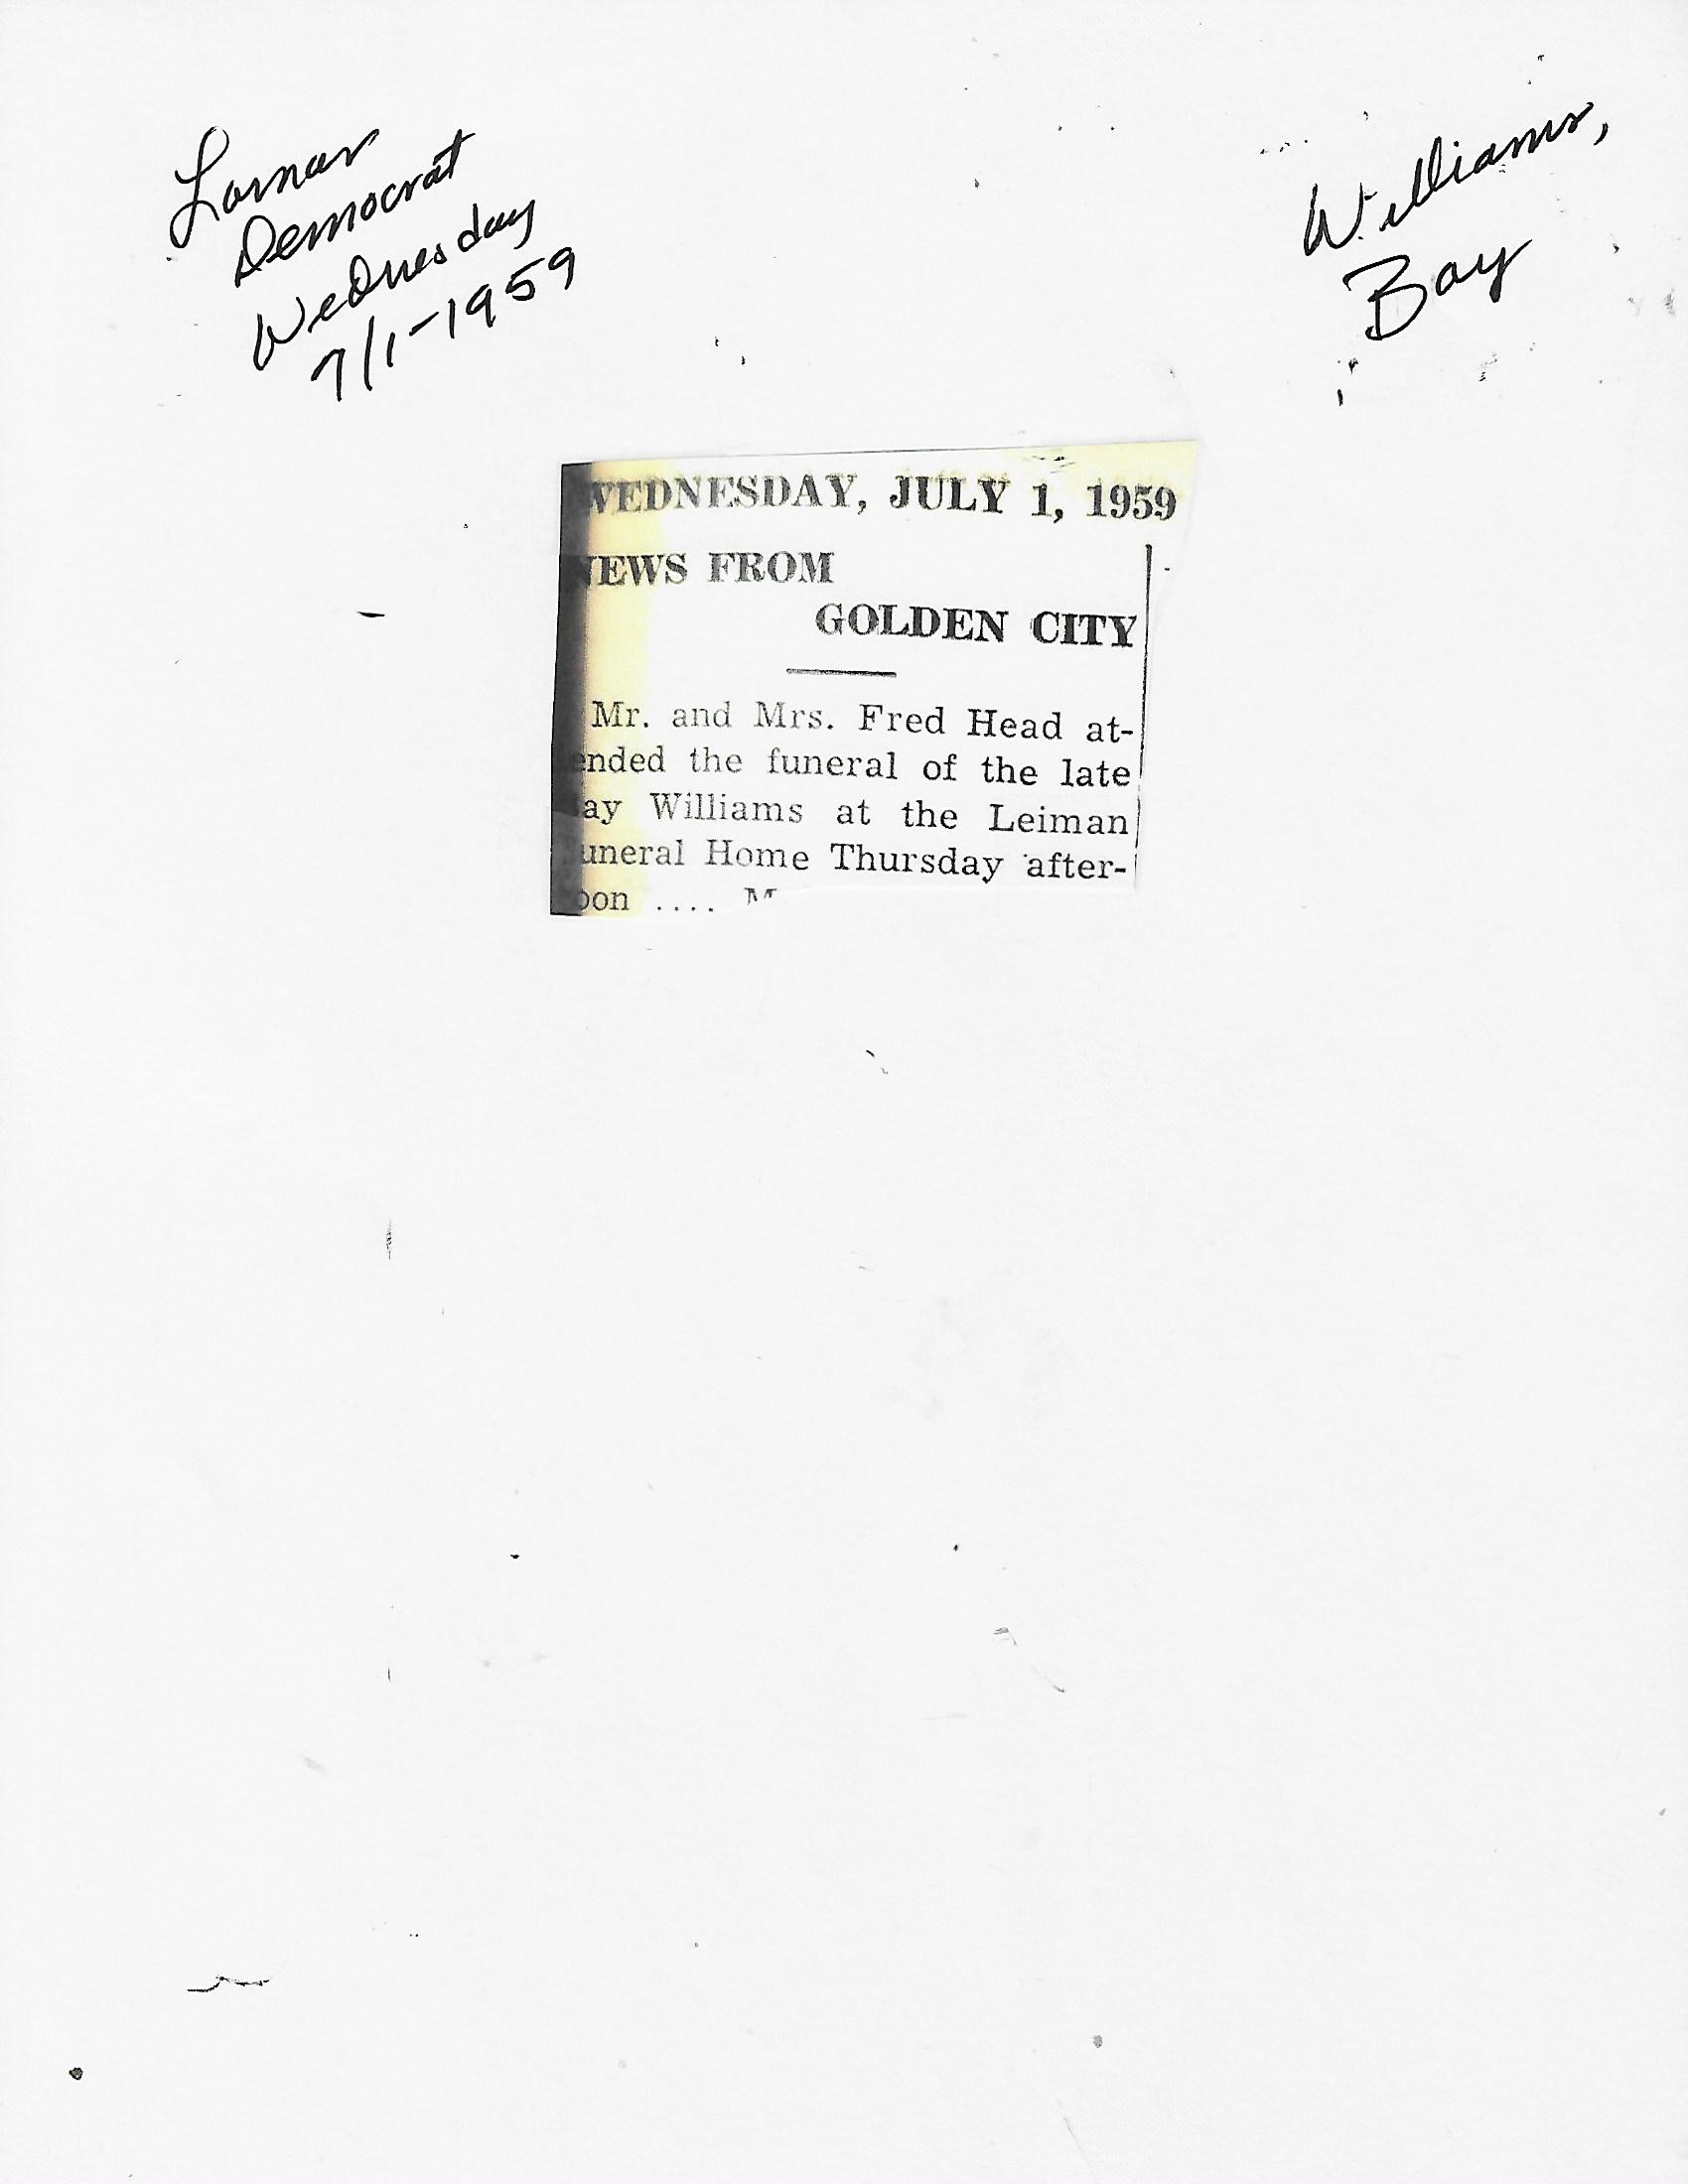 Lamar
Democrat
Wednesday
7/1-1959
Williams,
Bay
WEDNESDAY, JULY 1, 1959
NEWS FROM
GOLDEN CITY
Mr. and Mrs. Fred Head at-
ended the funeral of the late
ay Williams at the Leiman
uneral Home Thursday after-
oon .... M